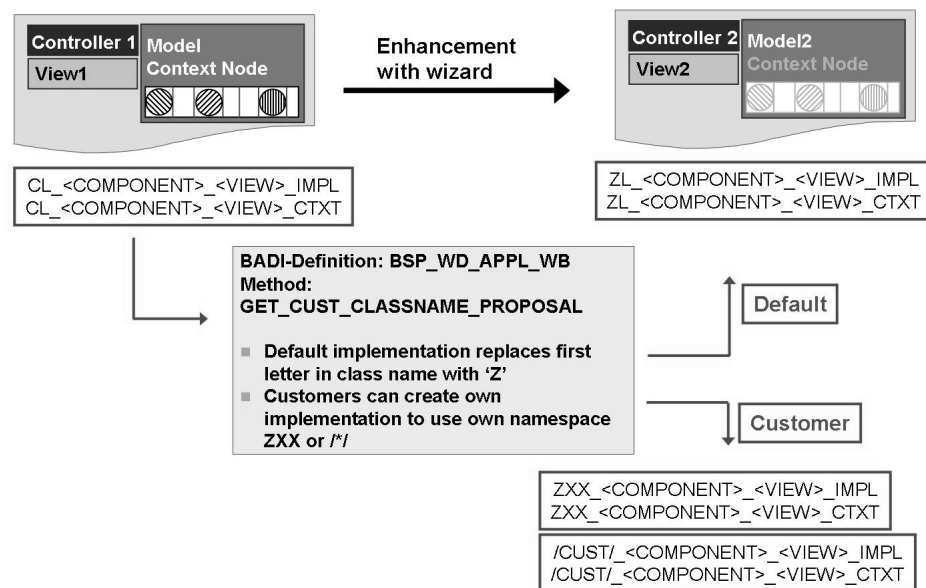 Controller 1
Model
Context Node
View1
Enhancement
with wizard
Controller 2
Model2
Context Node
View2
CL_<COMPONENT>_<VIEW>_IMPL
CL_<COMPONENT>_<VIEW>_CTXT
ZL_<COMPONENT>_<VIEW>_IMPL
ZL_<COMPONENT>_<VIEW>_CTXT
BADI-Definition: BSP_WD_APPL_WB
Method:
GET_CUST_CLASSNAME_PROPOSAL
Default implementation replaces first
letter in class name with ‘Z’
Customers can create own
implementation to use own namespace
ZXX or /*/
Default
Customer
ZXX_<COMPONENT>_<VIEW>_IMPL
ZXX_<COMPONENT>_<VIEW>_CTXT
/CUST/_<COMPONENT>_<VIEW>_IMPL
/CUST/_<COMPONENT>_<VIEW>_CTXT